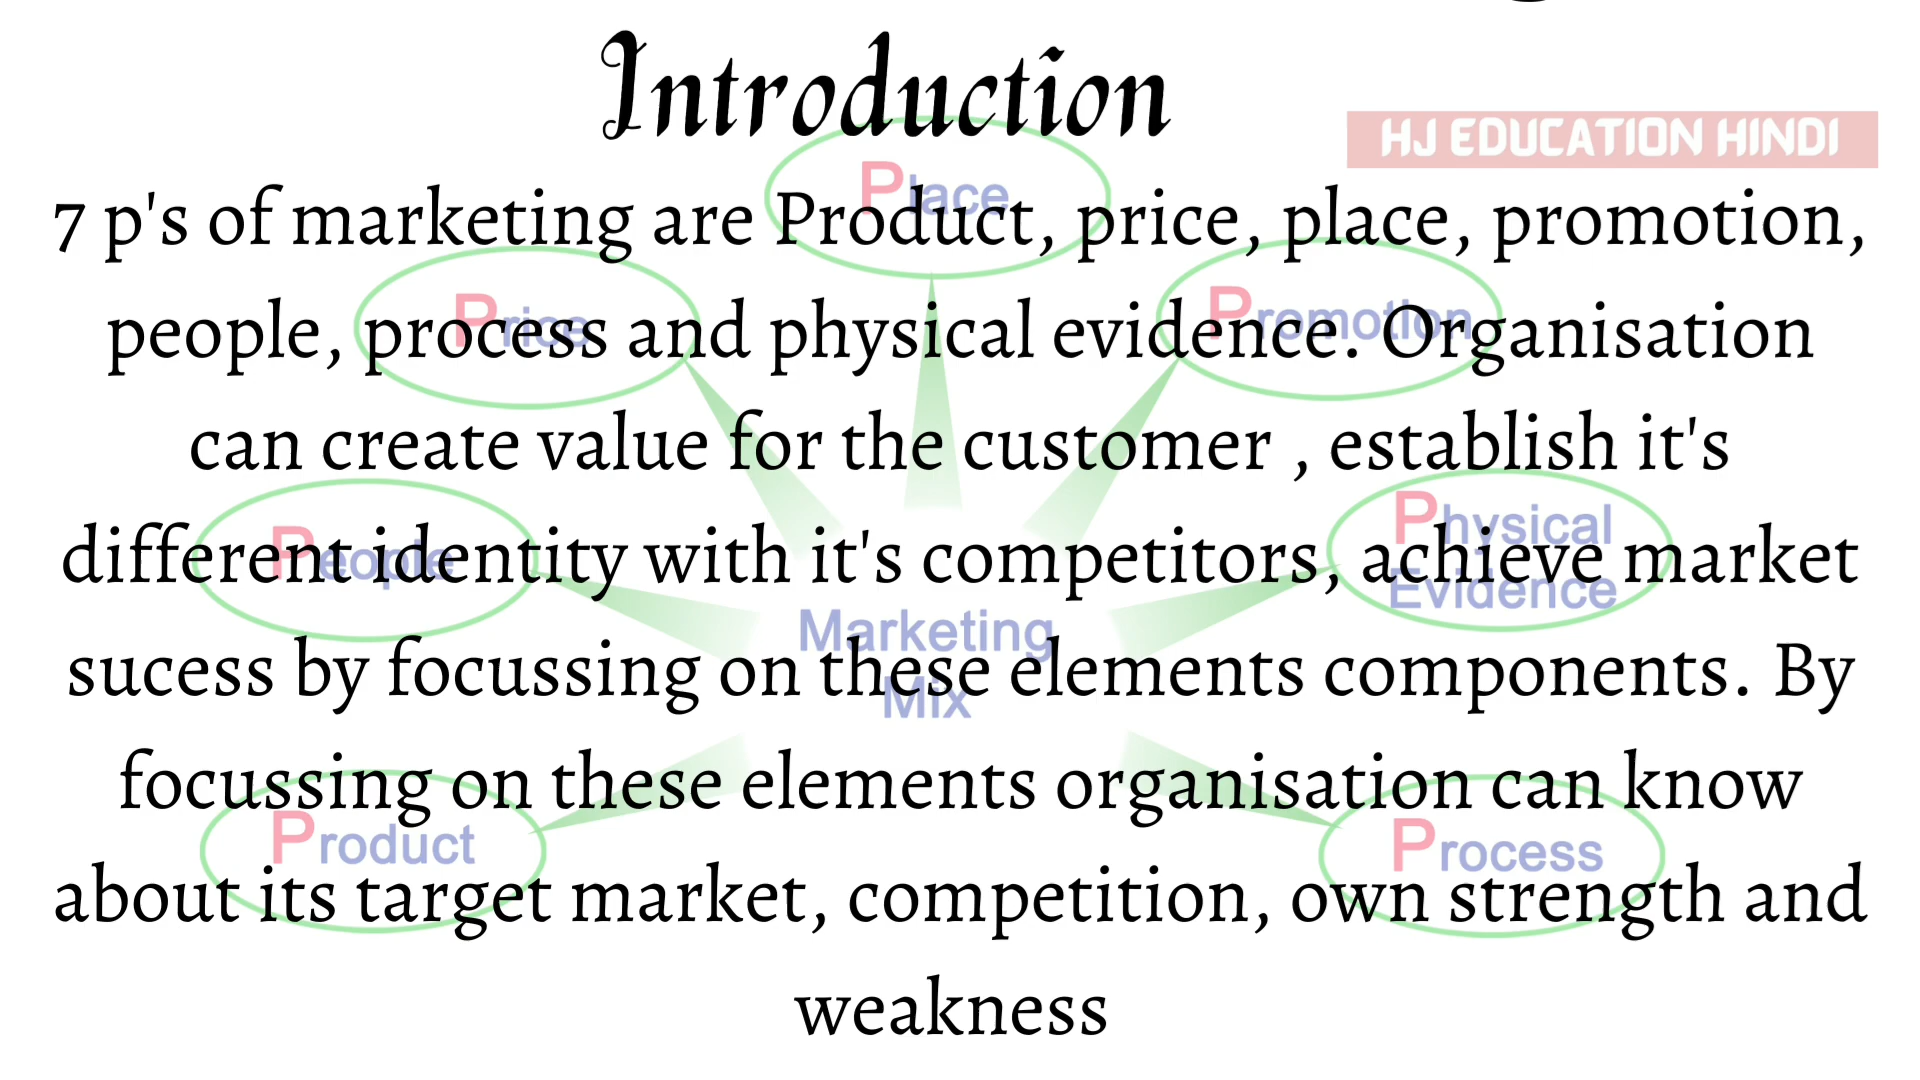 Introduction
HJ EDUCATION HINDI
7 p's of marketing are Product, price, place, promotion,
people, process and physical evidence. Organisation
can create value for the customer , establish it's
different identity with it's competitors, achieve market
sucess by focussing on these elements components. By
focussing on these elements organisation can know
about its target market, competition, own strength and
weakness
Place
Price
Promotion
People
Physical
Evidence
Marketing
Mix
Product
Process